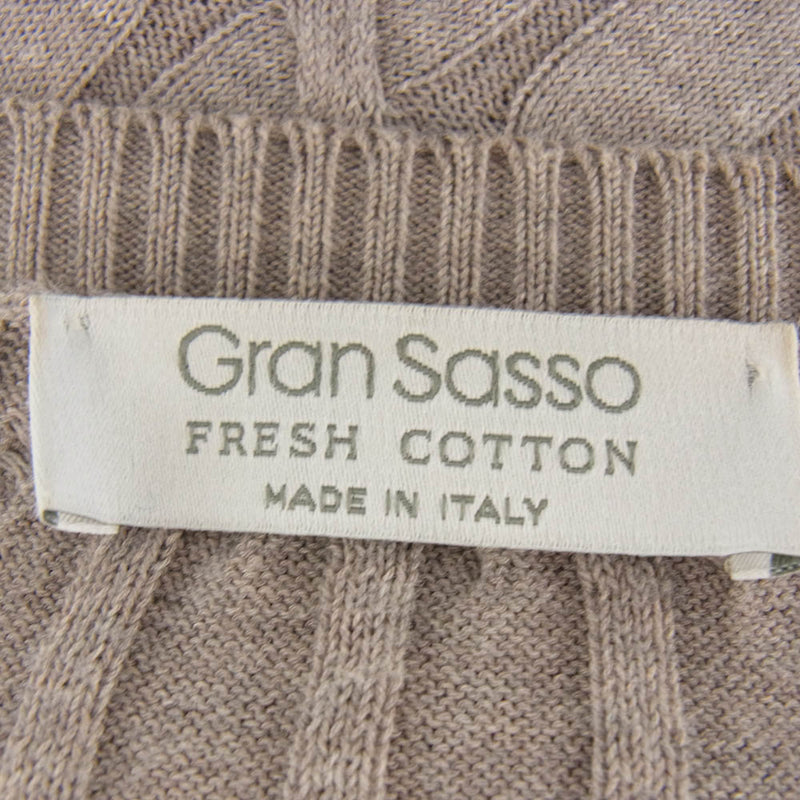 Gran Sasso
FRESH COTTON
MADE IN ITALY